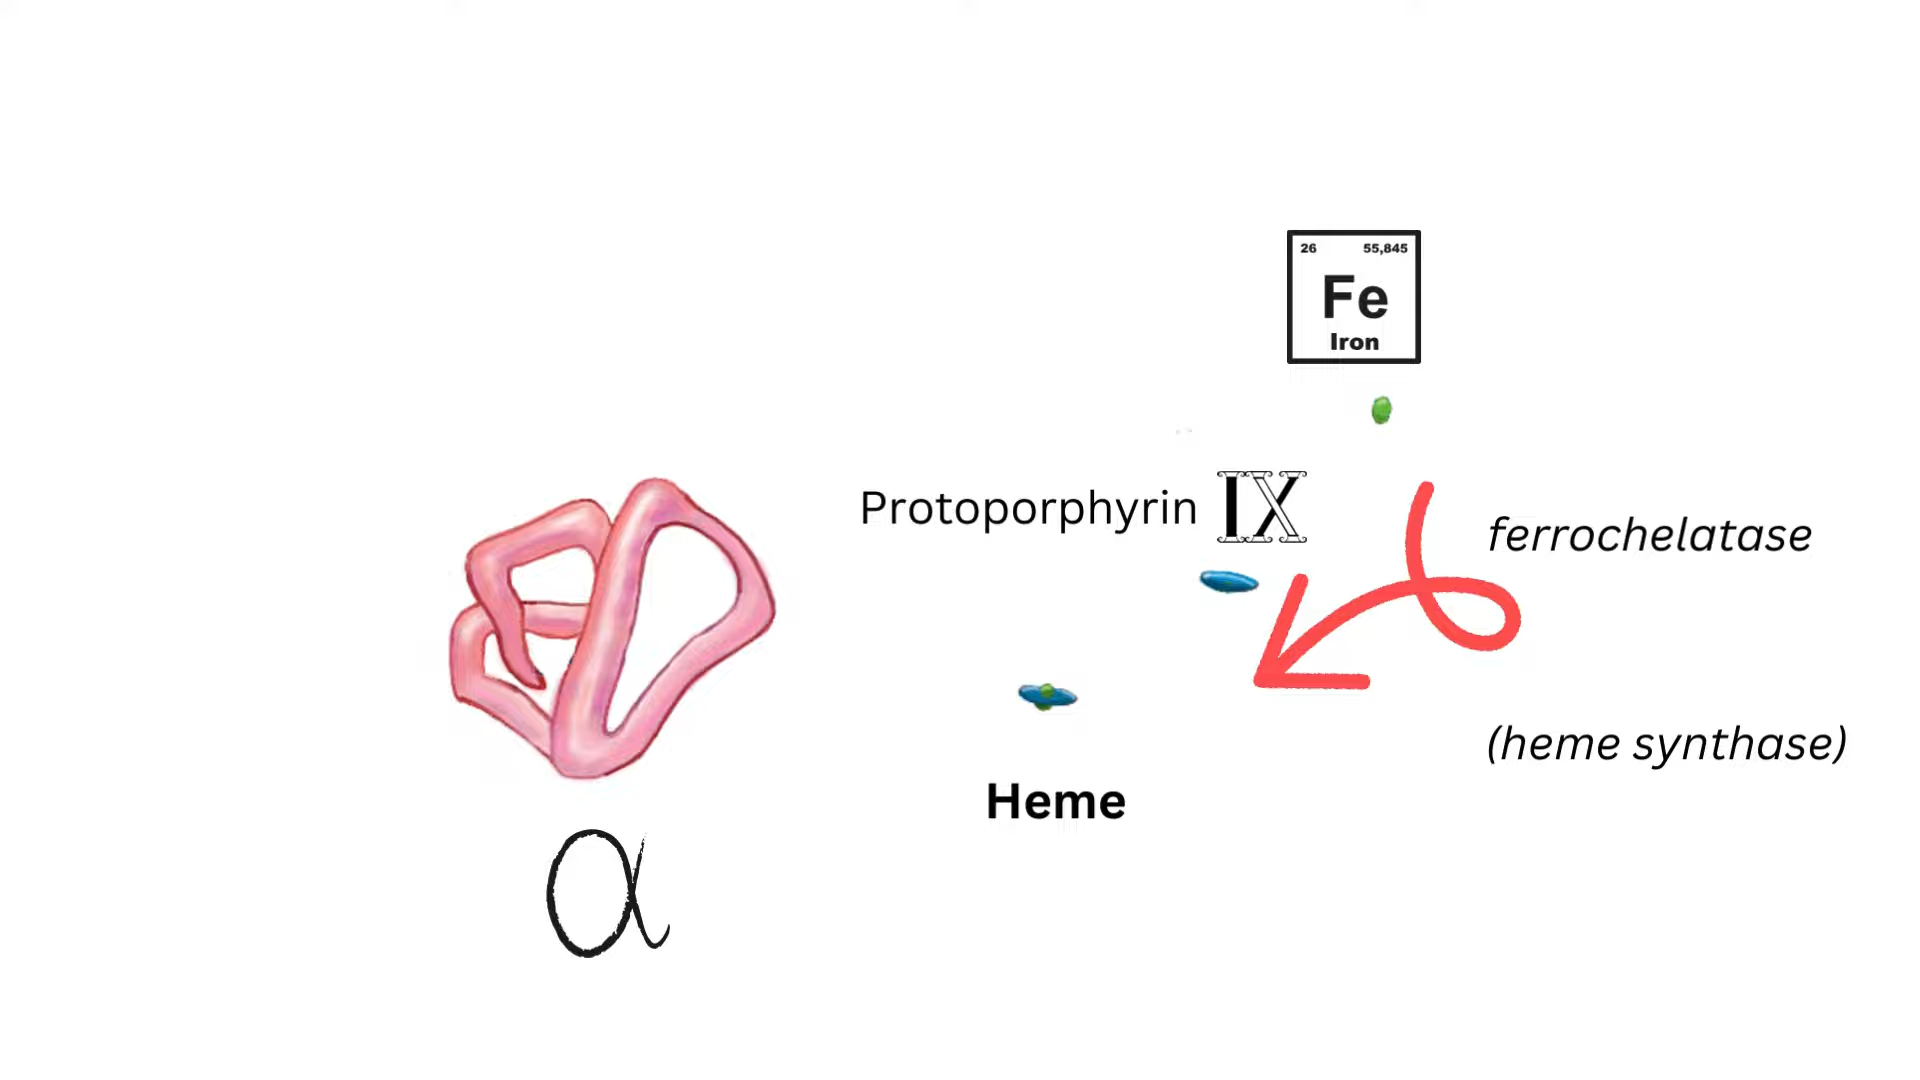 26 55,845
Fe
Iron
Protoporphyrin IX
ferrochelatase
(heme synthase)
Heme
α